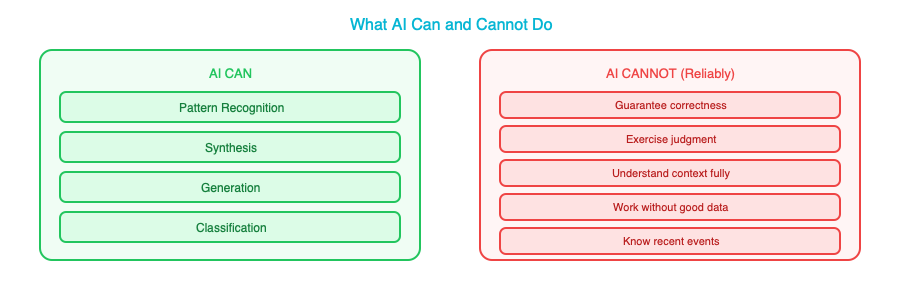 What AI Can and Cannot Do
AI CAN
Pattern Recognition
Synthesis
Generation
Classification
AI CANNOT (Reliably)
Guarantee correctness
Exercise judgment
Understand context fully
Work without good data
Know recent events